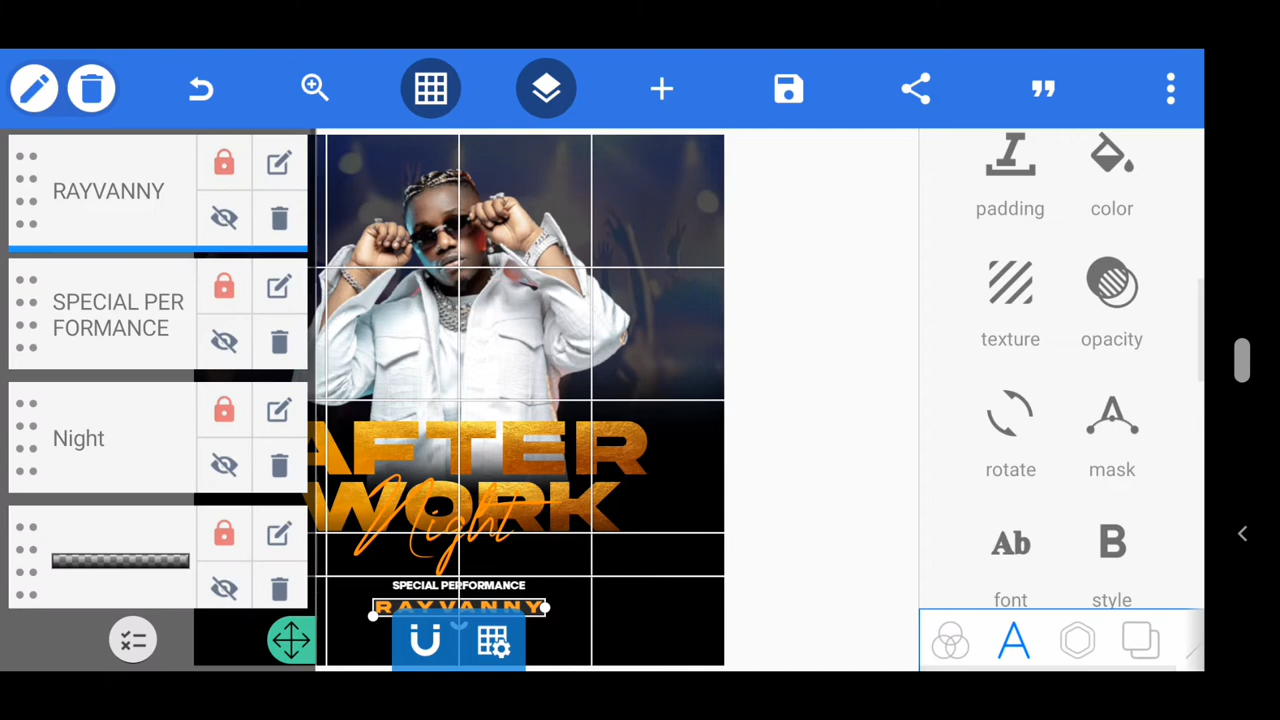 RAYVANNY
SPECIAL PER
FORMANCE
Night
AFTER
WORK
Night
SPECIAL PERFORMANCE
RAYVANNY
padding
color
texture
opacity
rotate
mask
Ab
B
font
style
A